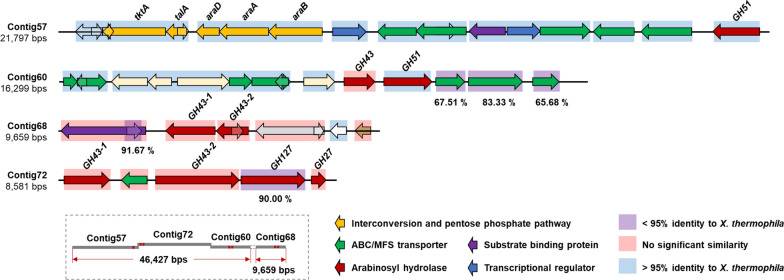 tktA talA araD araA araB GH51
Contig57
21,797 bps
GH43 GH51
Contig60
16,299 bps
67.51 % 83.33 % 65.68 %
GH43-1 GH43-2
Contig68
9,659 bps
91.67 %
GH43-1 GH43-2 GH127 GH27
Contig72
8,581 bps
90.00 %
Contig57 Contig72 Contig60 Contig68
46,427 bps
9,659 bps
Interconversion and pentose phosphate pathway
ABC/MFS transporter
Substrate binding protein
Arabinosyl hydrolase
Transcriptional regulator
< 95% identity to X. thermophila
No significant similarity
> 95% identity to X. thermophila